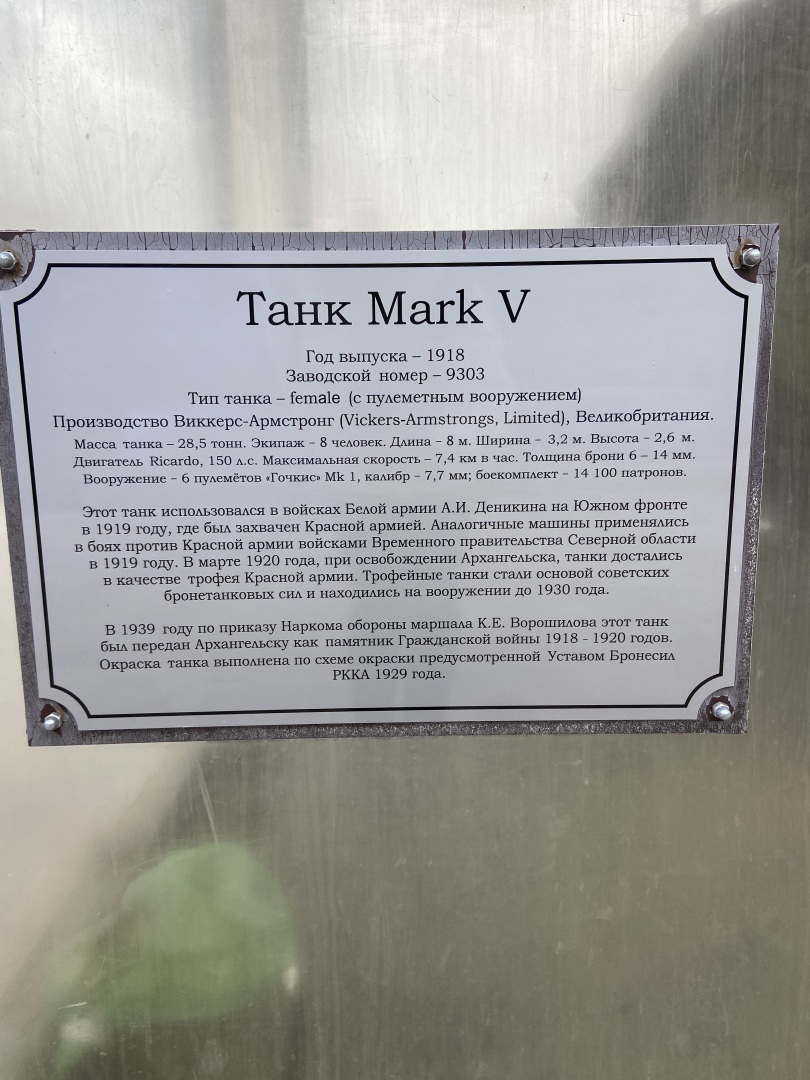 Танк Mark V
Год выпуска – 1918
Заводской номер – 9303
Тип танка – female (с пулеметным вооружением)
Производство Виккерс-Армстронг (Vickers-Armstrongs, Limited), Великобритания.
Масса танка – 28,5 тонн. Экипаж – 8 человек. Длина – 8 м. Ширина – 3,2 м. Высота – 2,6 м.
Двигатель Ricardo, 150 л.с. Максимальная скорость – 7,4 км в час. Толщина брони 6 – 14 мм.
Вооружение – 6 пулемётов «Гочкис» Mk 1, калибр – 7,7 мм; боекомплект – 14 100 патронов.
Этот танк использовался в войсках Белой армии А.И. Деникина на Южном фронте
в 1919 году, где был захвачен Красной армией. Аналогичные машины применялись
в боях против Красной армии войсками Временного правительства Северной области
в 1919 году. В марте 1920 года, при освобождении Архангельска, танки достались
в качестве трофея Красной армии. Трофейные танки стали основой советских
бронетанковых сил и находились на вооружении до 1930 года.
В 1939 году по приказу Наркома обороны маршала К.Е. Ворошилова этот танк
был передан Архангельску как памятник Гражданской войны 1918 - 1920 годов.
Окраска танка выполнена по схеме окраски предусмотренной Уставом Бронесил
РККА 1929 года.